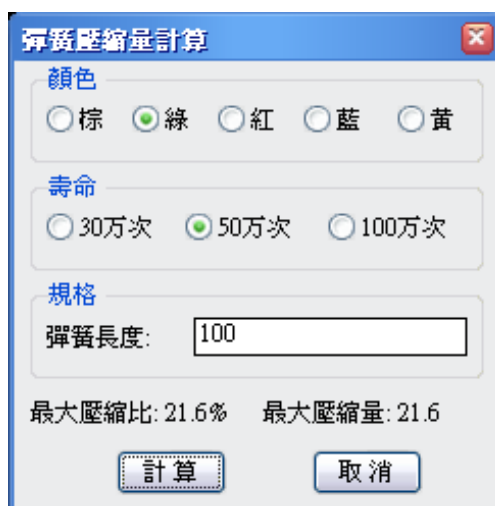 彈簧壓縮量計算
顏色
棕 綠 紅 藍 黄
壽命
30万次 50万次 100万次
規格
彈簧長度: 100
最大壓縮比: 21.6% 最大壓縮量: 21.6
計算 取消